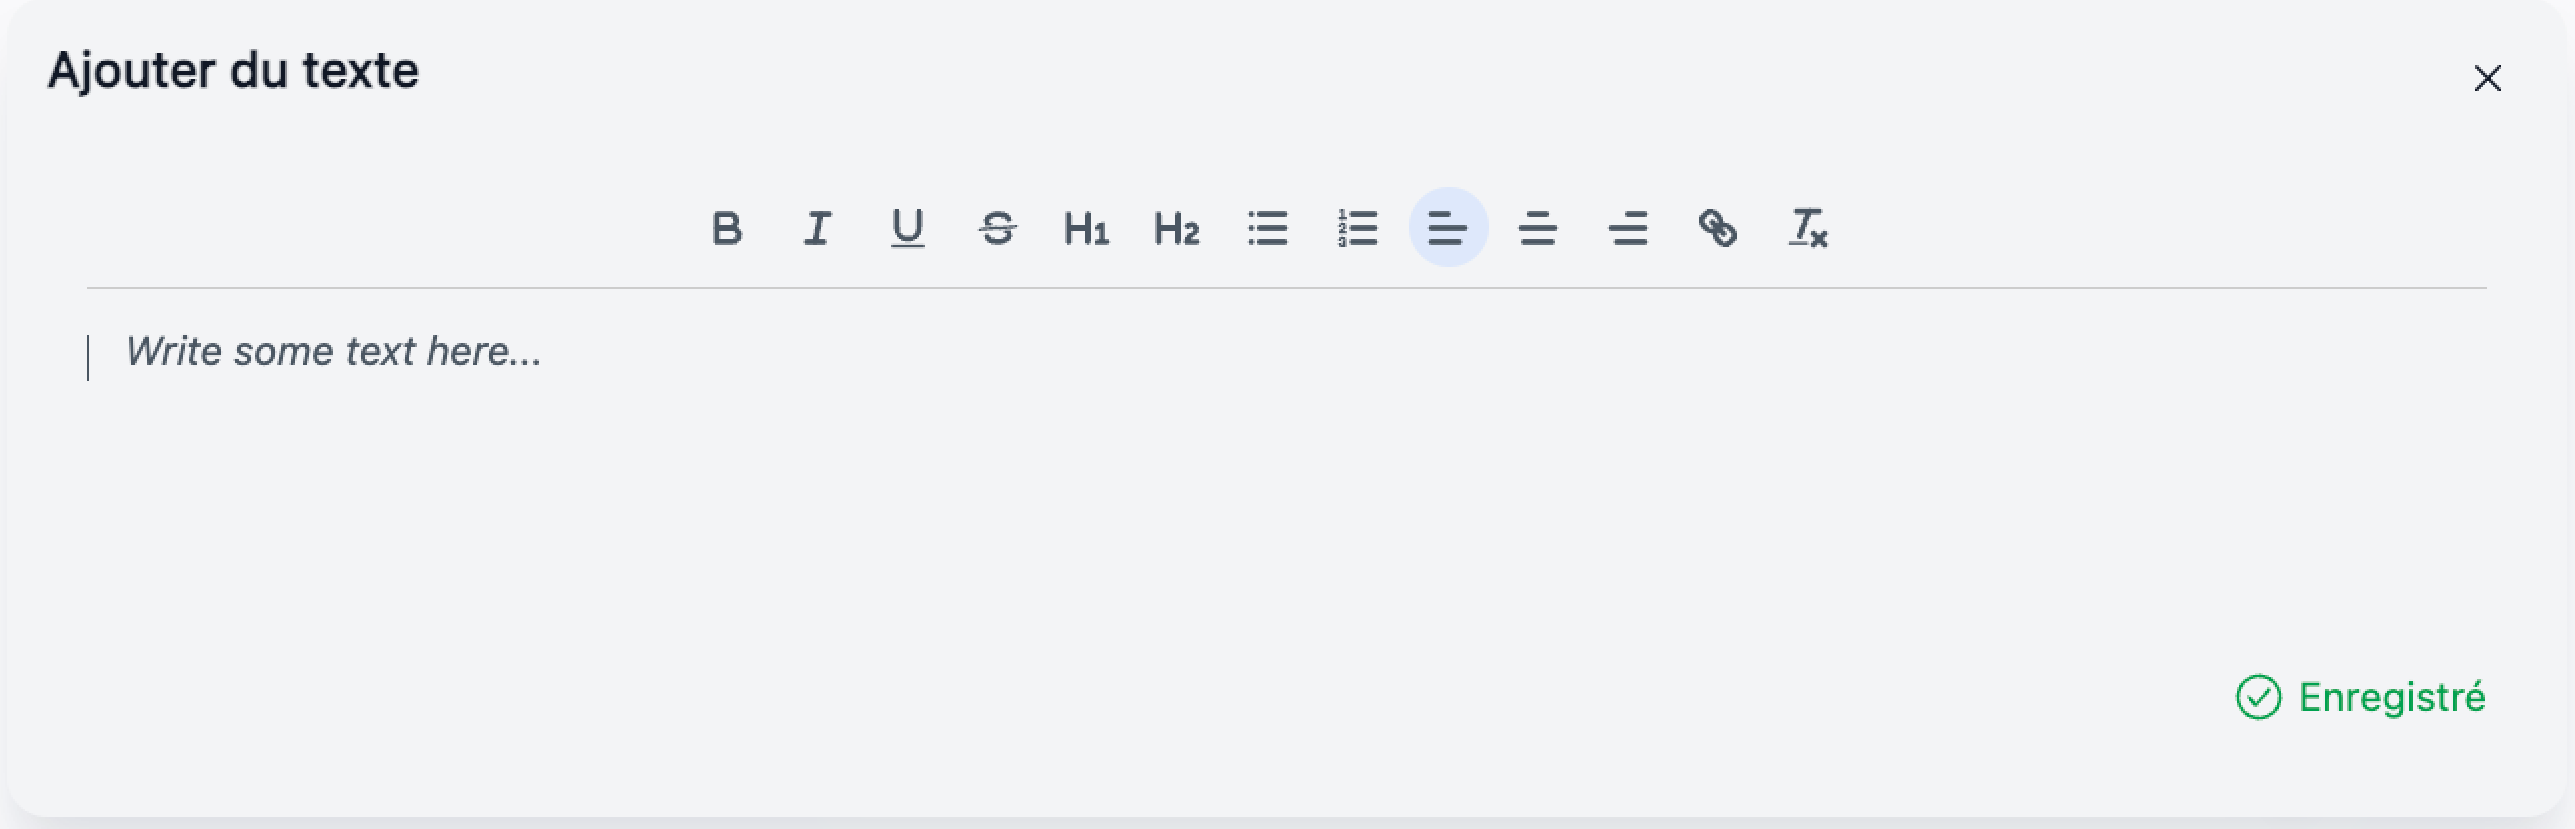 Ajouter du texte
B I U S H1 H2
Write some text here...
Enregistré